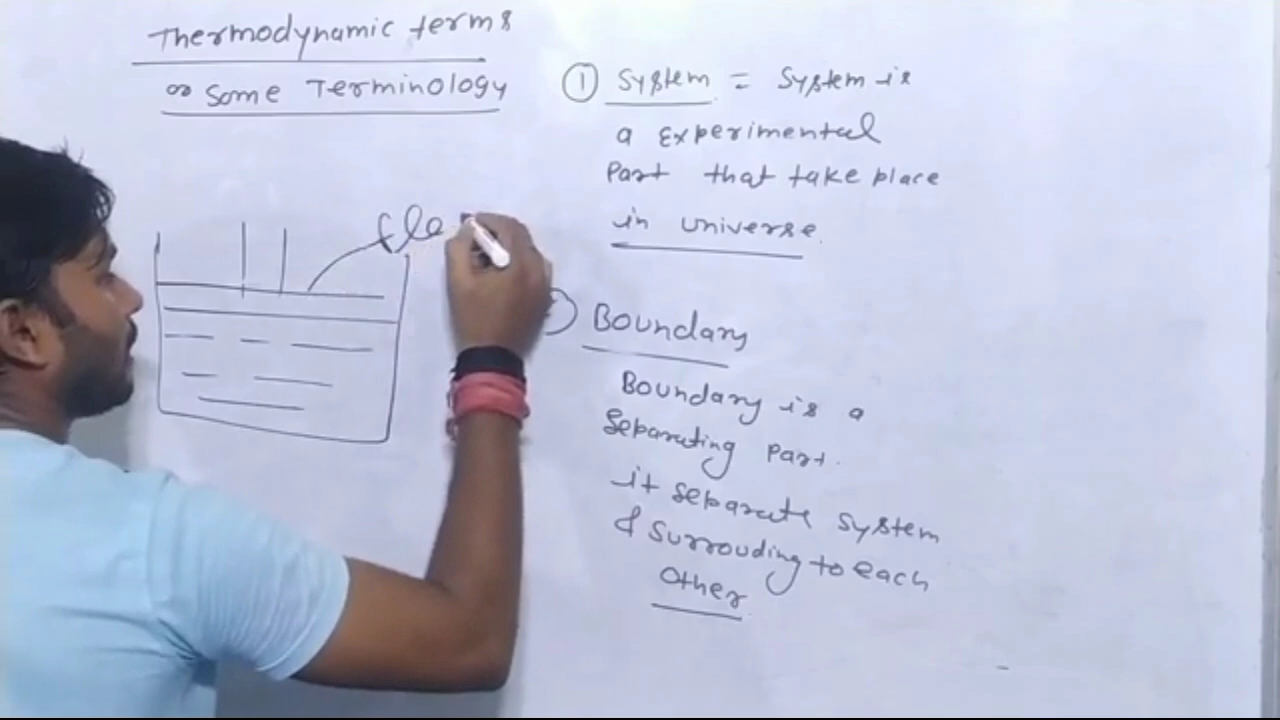 Thermodynamic terms
or Some Terminology
① System = System is
a experimental
Part that take place
in universe.
fle
Boundary
Boundary is a
Separating Part.
it separate system
& Surrouding to each
Other